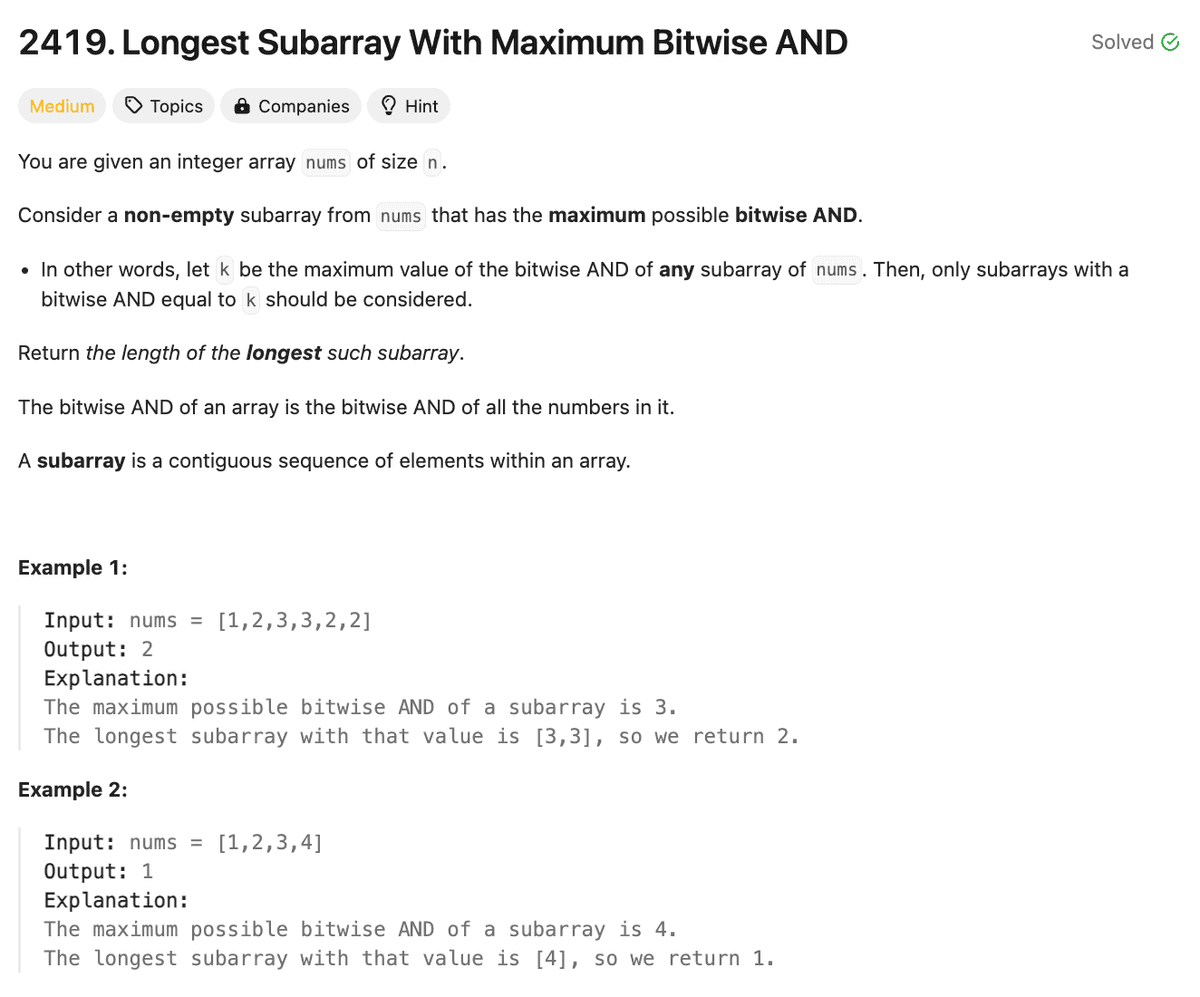 2419. Longest Subarray With Maximum Bitwise AND
Solved
Medium Topics Companies Hint
You are given an integer array nums of size n.
Consider a non-empty subarray from nums that has the maximum possible bitwise AND.
• In other words, let k be the maximum value of the bitwise AND of any subarray of nums. Then, only subarrays with a
bitwise AND equal to k should be considered.
Return the length of the longest such subarray.
The bitwise AND of an array is the bitwise AND of all the numbers in it.
A subarray is a contiguous sequence of elements within an array.
Example 1:
Input: nums = [1,2,3,3,2,2]
Output: 2
Explanation:
The maximum possible bitwise AND of a subarray is 3.
The longest subarray with that value is [3,3], so we return 2.
Example 2:
Input: nums = [1,2,3,4]
Output: 1
Explanation:
The maximum possible bitwise AND of a subarray is 4.
The longest subarray with that value is [4], so we return 1.